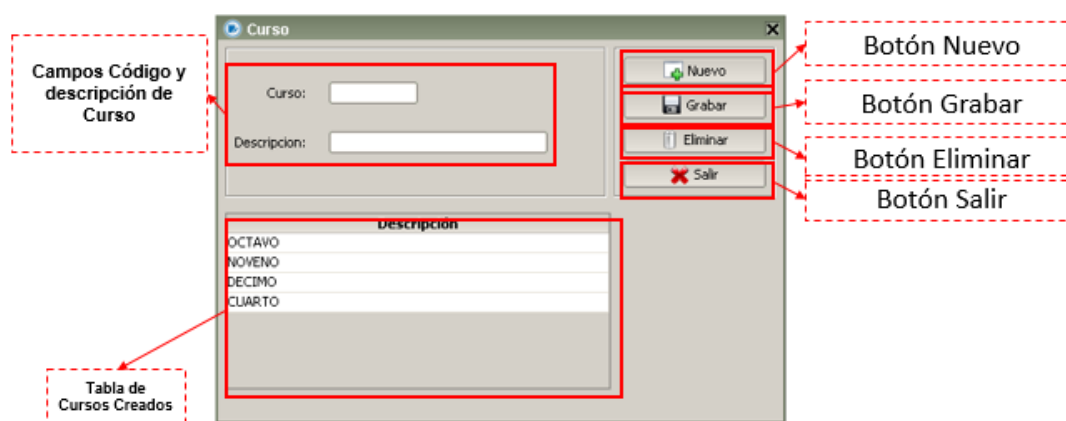 Curso
Campos Código y
descripción de
Curso
Curso:
Descripcion:
Nuevo
Grabar
Eliminar
Salir
Botón Nuevo
Botón Grabar
Botón Eliminar
Botón Salir
Descripción
OCTAVO
NOVENO
DECIMO
CUARTO
Tabla de
Cursos Creados